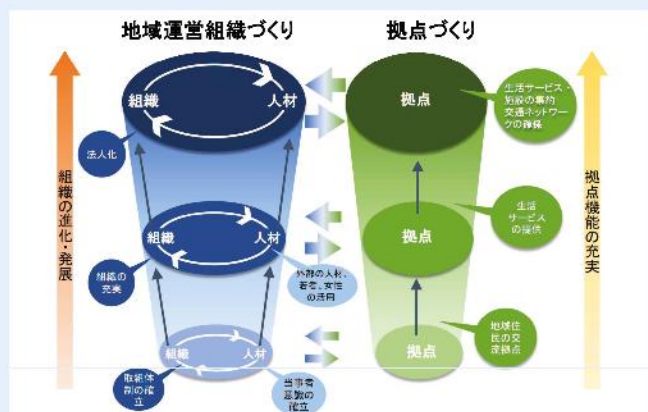 地域運営組織づくり
拠点づくり
組織の進化・発展
組織
人材
法人化
組織
人材
組織の
充実
外部の人材、
若者、女性
の活用
組織
人材
取組体
制の確
立
当事者
意識の
確立
拠点
生活サービス・
施設の集約
交通ネットワー
クの確保
拠点
生活
サービス
の提供
拠点
地域住
民の交
流拠点
拠点機能の充実